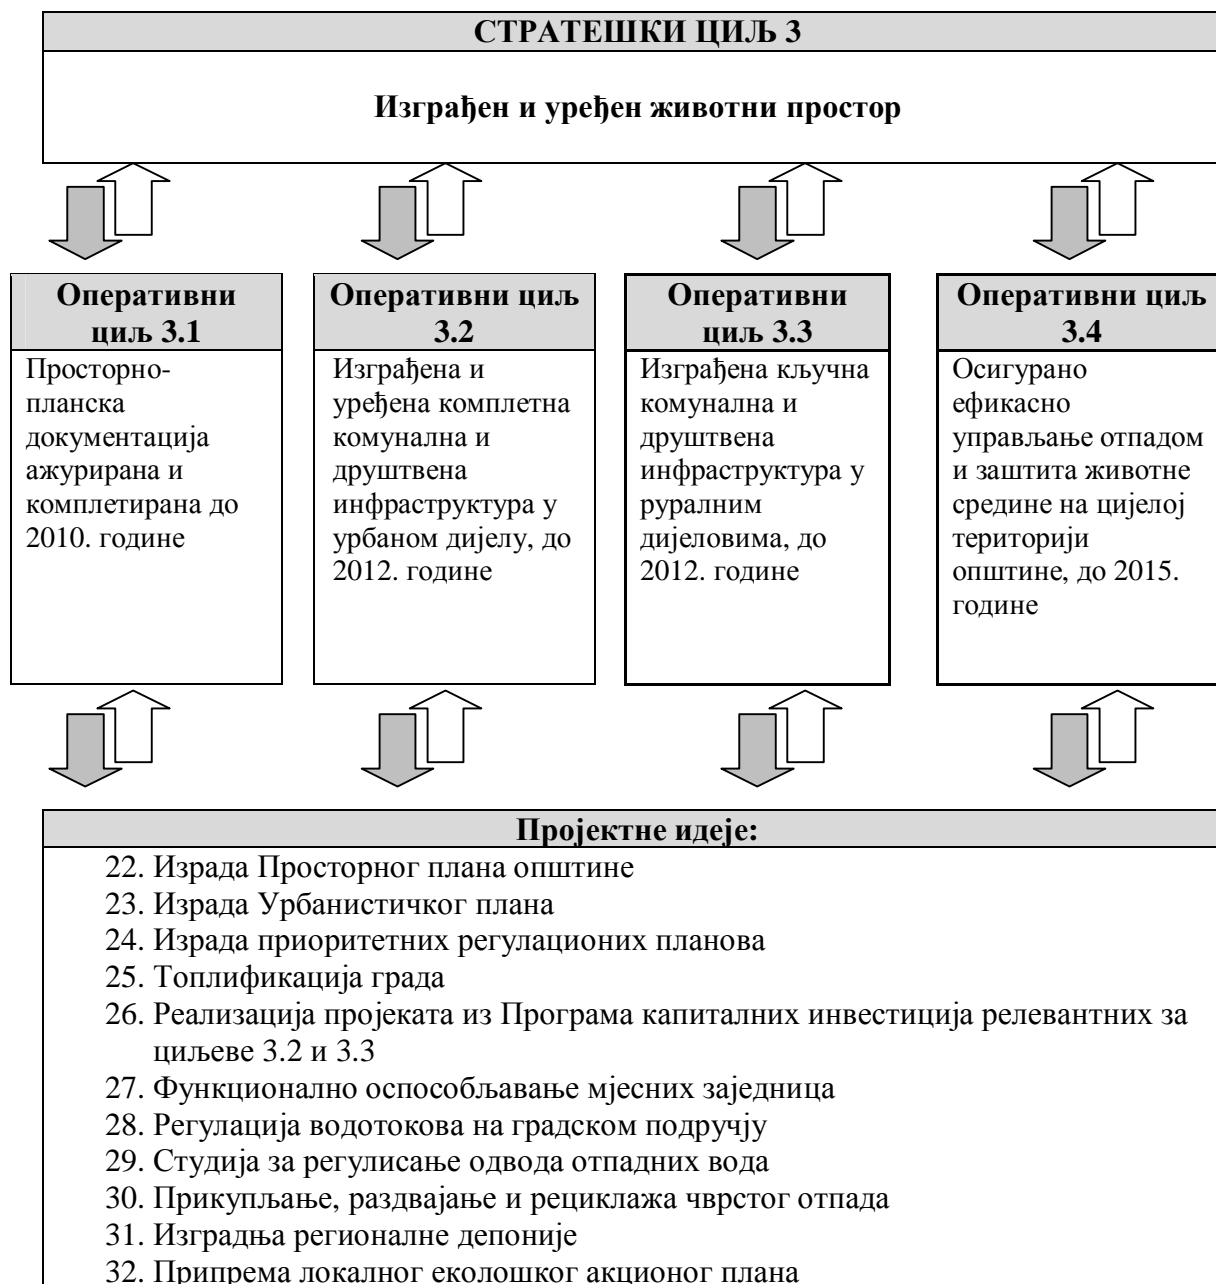 СТРАТЕШКИ ЦИЉ 3
Изграђен и уређен животни простор
Оперативни
циљ 3.1
Просторно-
планска
документација
ажурирана и
комплетирана до
2010. године
Оперативни циљ
3.2
Изграђена и
уређена комплетна
комунална и
друштвена
инфраструктура у
урбаном дијелу, до
2012. године
Оперативни
циљ 3.3
Изграђена кључна
комунална и
друштвена
инфраструктура у
руралним
дијеловима, до
2012. године
Оперативни циљ
3.4
Осигурано
ефикасно
управљање отпадом
и заштита животне
средине на цијелој
територији
општине, до 2015.
године
Пројектне идеје:
22. Израда Просторног плана општине
23. Израда Урбанистичког плана
24. Израда приоритетних регулационих планова
25. Топлификација града
26. Реализација пројеката из Програма капиталних инвестиција релевантних за
циљеве 3.2 и 3.3
27. Функционално оспособљавање мјесних заједница
28. Регулација водотокова на градском подручју
29. Студија за регулисање одвода отпадних вода
30. Прикупљање, раздвајање и рециклажа чврстог отпада
31. Изградња регионалне депоније
32. Припрема локалног еколошког акционог плана